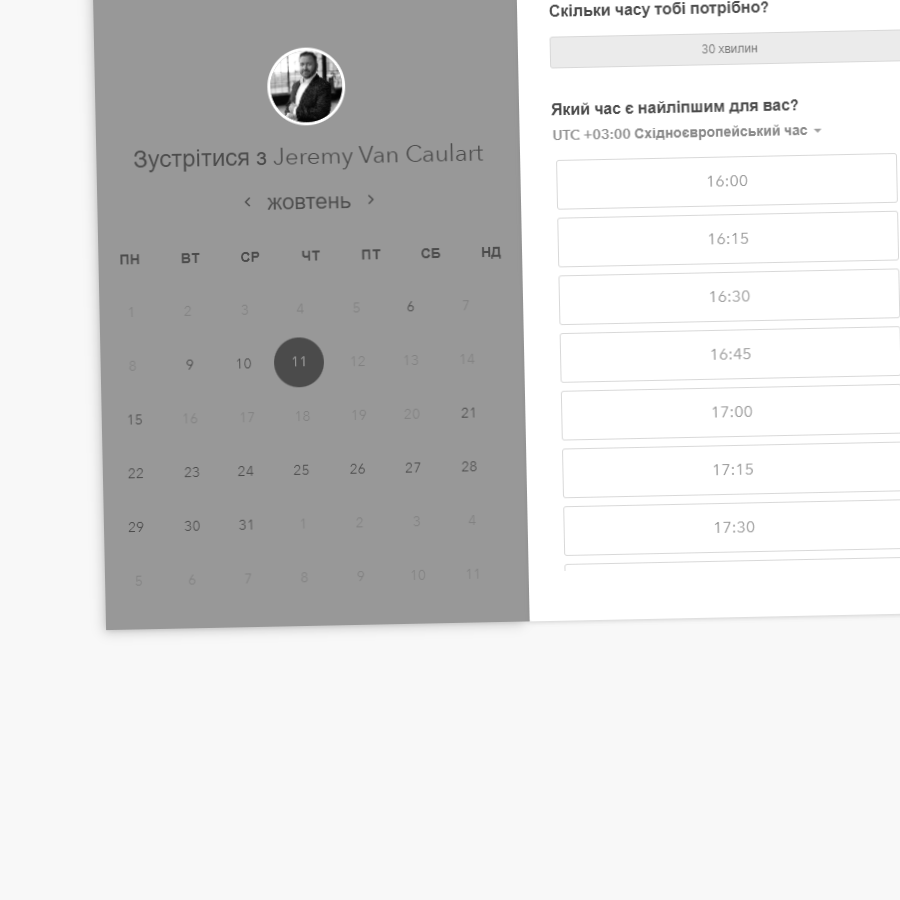 Зустрітися з Jeremy Van Caulart
жовтень
ПН ВТ СР ЧТ ПТ СБ НД
1 2 3 4 5 6 7
8 9 10 11 12 13 14
15 16 17 18 19 20 21
22 23 24 25 26 27 28
29 30 31 1 2 3 4
5 6 7 8 9 10 11
Скільки часу тобі потрібно?
30 хвилин
Який час є найліпшим для вас?
UTC +03:00 Східноєвропейський час
16:00
16:15
16:30
16:45
17:00
17:15
17:30